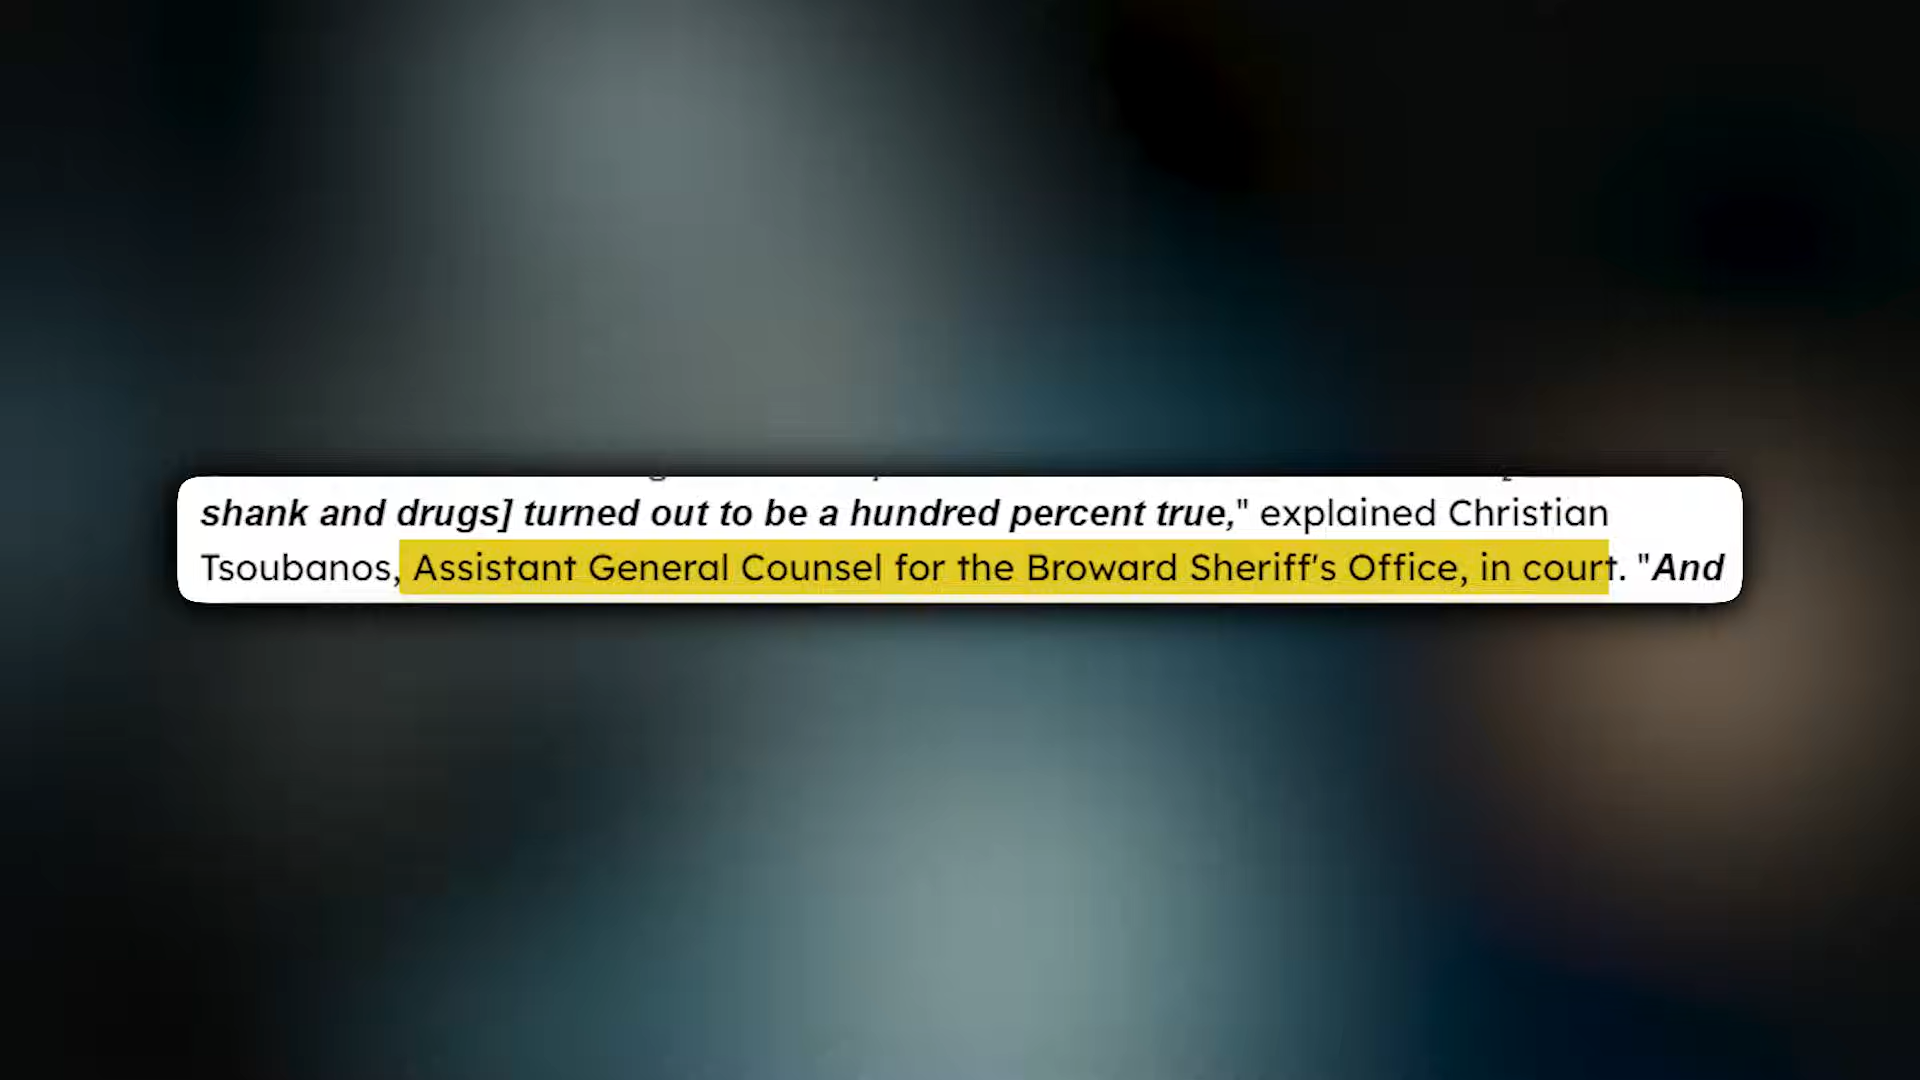 shank and drugs] turned out to be a hundred percent true," explained Christian
Tsoubanos, Assistant General Counsel for the Broward Sheriff's Office, in court. "And